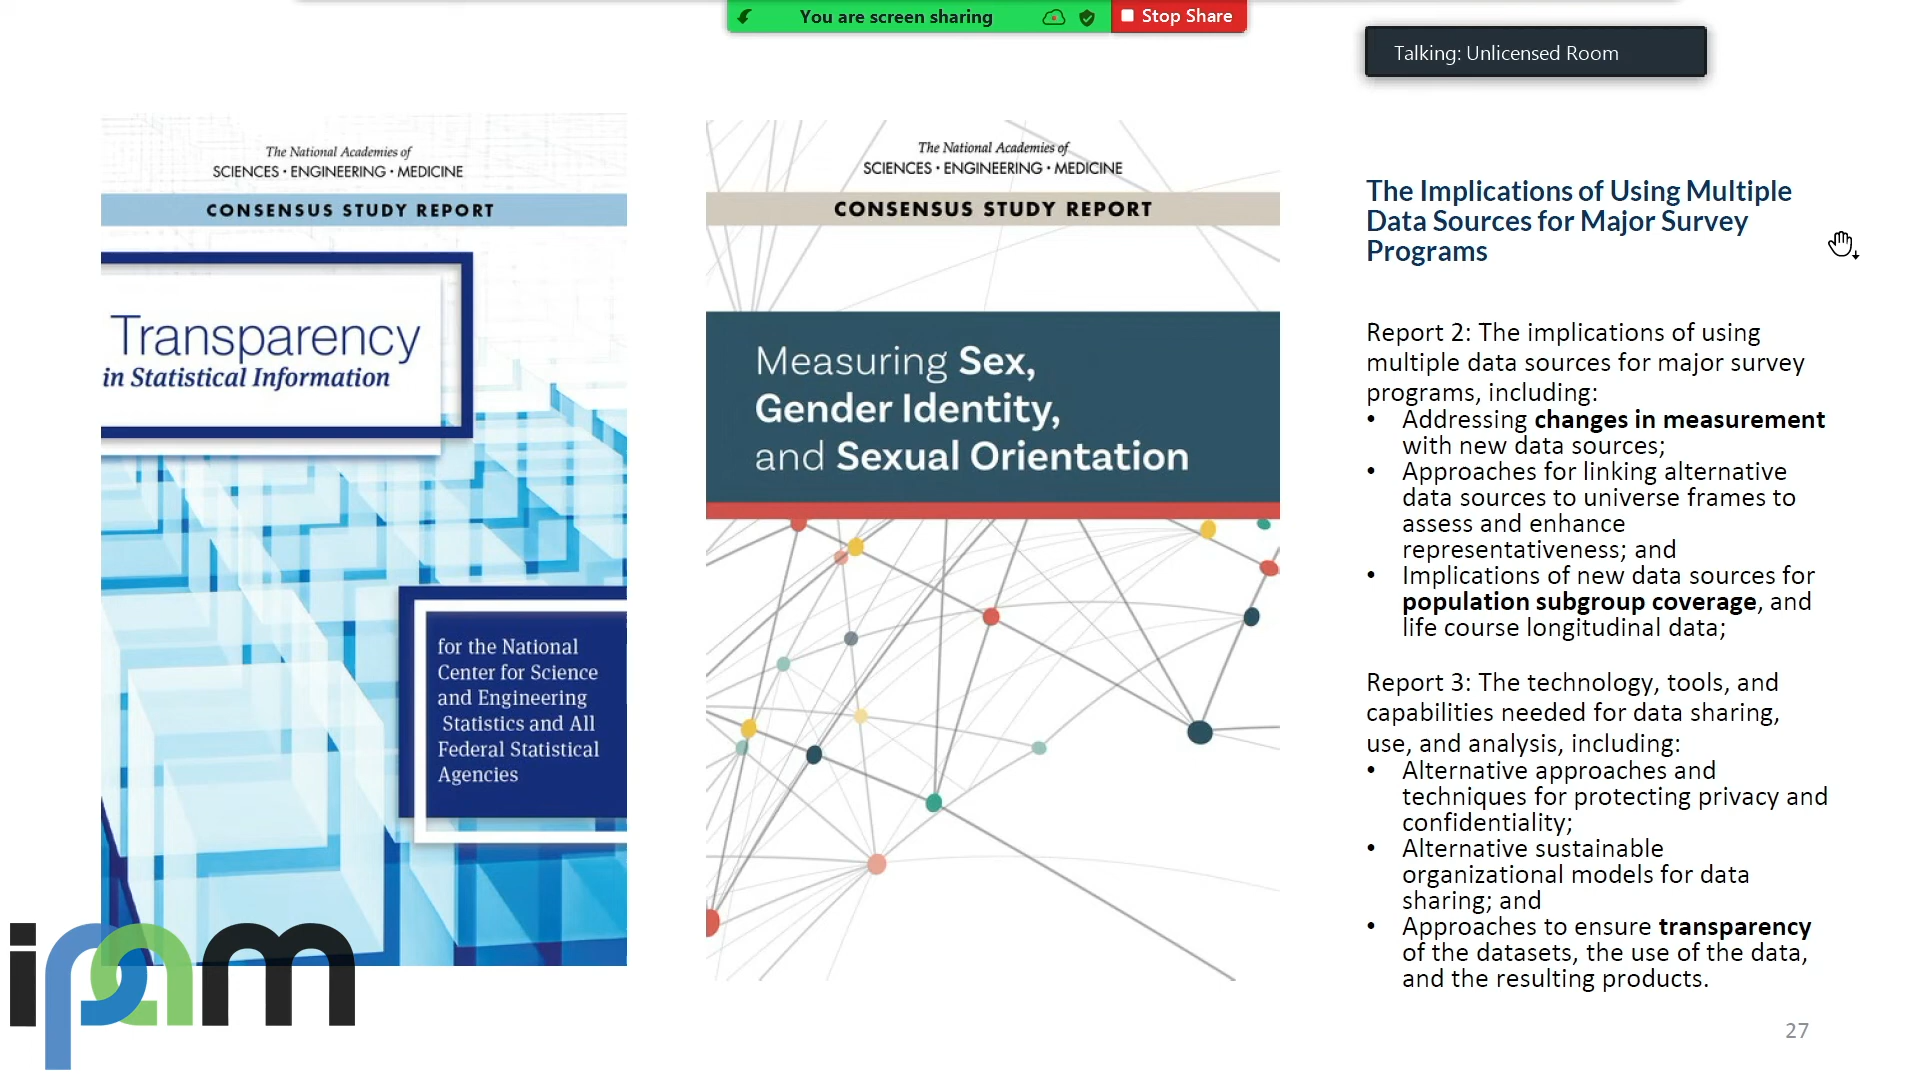 You are screen sharing
Stop Share
Talking: Unlicensed Room
The National Academies of
SCIENCES · ENGINEERING · MEDICINE
CONSENSUS STUDY REPORT
Transparency
in Statistical Information
for the National
Center for Science
and Engineering
Statistics and All
Federal Statistical
Agencies
The National Academies of
SCIENCES · ENGINEERING · MEDICINE
CONSENSUS STUDY REPORT
Measuring Sex,
Gender Identity,
and Sexual Orientation
The Implications of Using Multiple
Data Sources for Major Survey
Programs
Report 2: The implications of using
multiple data sources for major survey
programs, including:
• Addressing changes in measurement
with new data sources;
• Approaches for linking alternative
data sources to universe frames to
assess and enhance
representativeness; and
• Implications of new data sources for
population subgroup coverage, and
life course longitudinal data;
Report 3: The technology, tools, and
capabilities needed for data sharing,
use, and analysis, including:
• Alternative approaches and
techniques for protecting privacy and
confidentiality;
• Alternative sustainable
organizational models for data
sharing; and
• Approaches to ensure transparency
of the datasets, the use of the data,
and the resulting products.
ipam
27